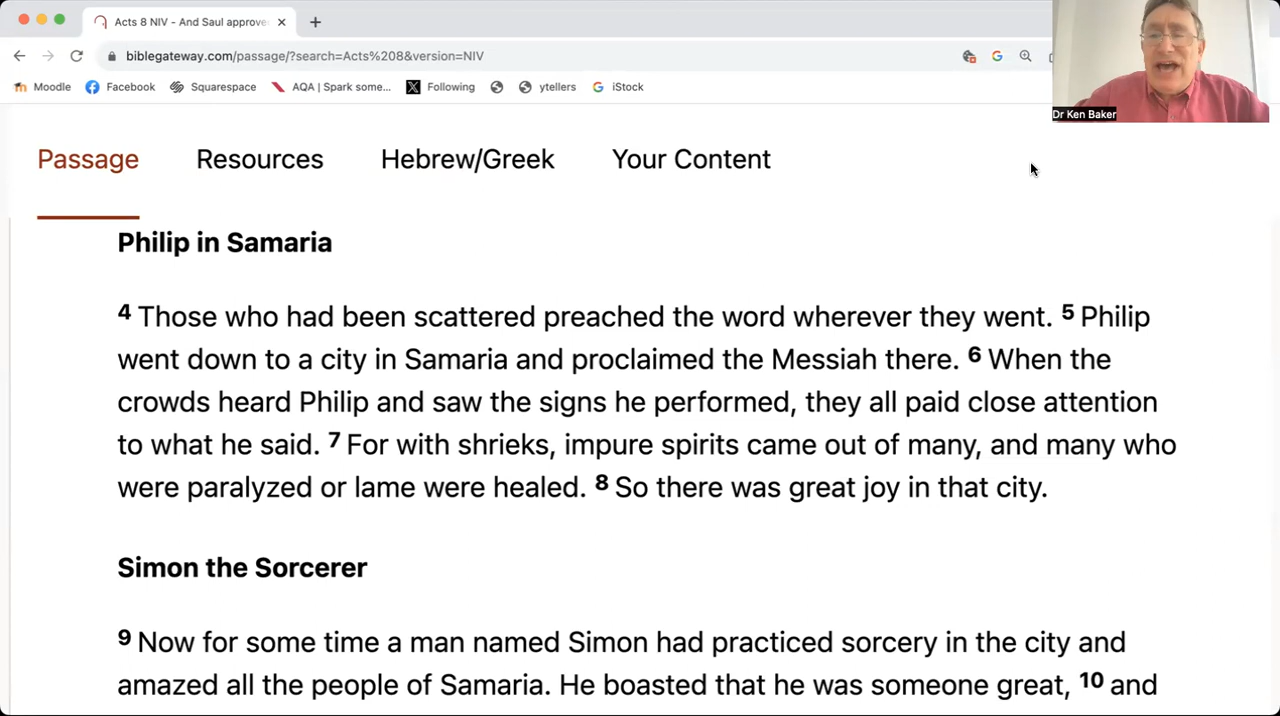 Acts 8 NIV - And Saul approve
biblegateway.com/passage/?search=Acts%208&version=NIV
Moodle Facebook Squarespace AQA | Spark some... Following ytellers iStock
Dr Ken Baker
Passage Resources Hebrew/Greek Your Content
Philip in Samaria
4 Those who had been scattered preached the word wherever they went. 5 Philip
went down to a city in Samaria and proclaimed the Messiah there. 6 When the
crowds heard Philip and saw the signs he performed, they all paid close attention
to what he said. 7 For with shrieks, impure spirits came out of many, and many who
were paralyzed or lame were healed. 8 So there was great joy in that city.
Simon the Sorcerer
9 Now for some time a man named Simon had practiced sorcery in the city and
amazed all the people of Samaria. He boasted that he was someone great, 10 and